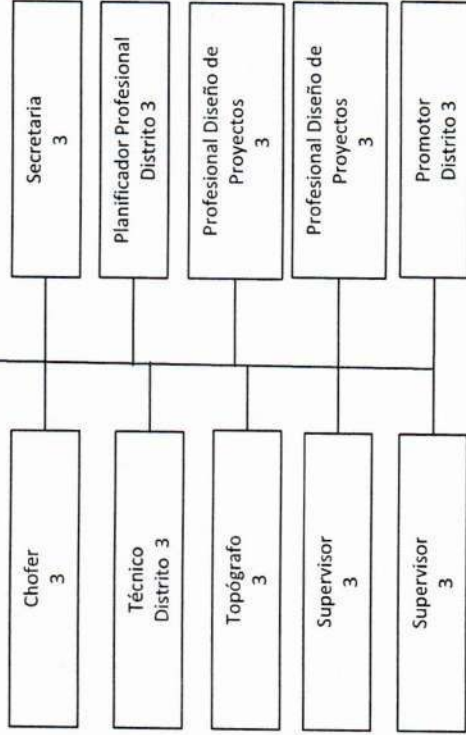 Chofer
3
Secretaria
3
Técnico
Distrito 3
Planificador Profesional
Distrito 3
Topógrafo
3
Profesional Diseño de
Proyectos
3
Supervisor
3
Profesional Diseño de
Proyectos
3
Supervisor
3
Promotor
Distrito 3